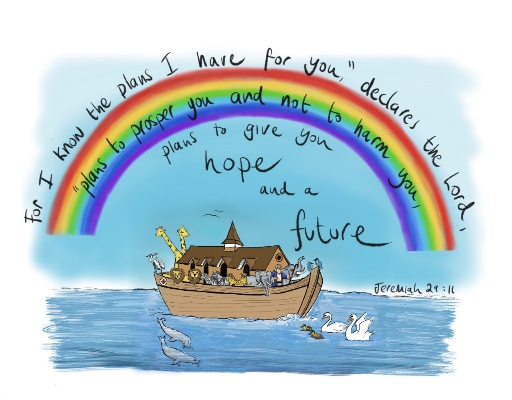 For I know the plans I have for you," declares the Lord,
"plans to prosper you and not to harm you,
plans to give you
hope
and a
future
Jeremiah 29:11